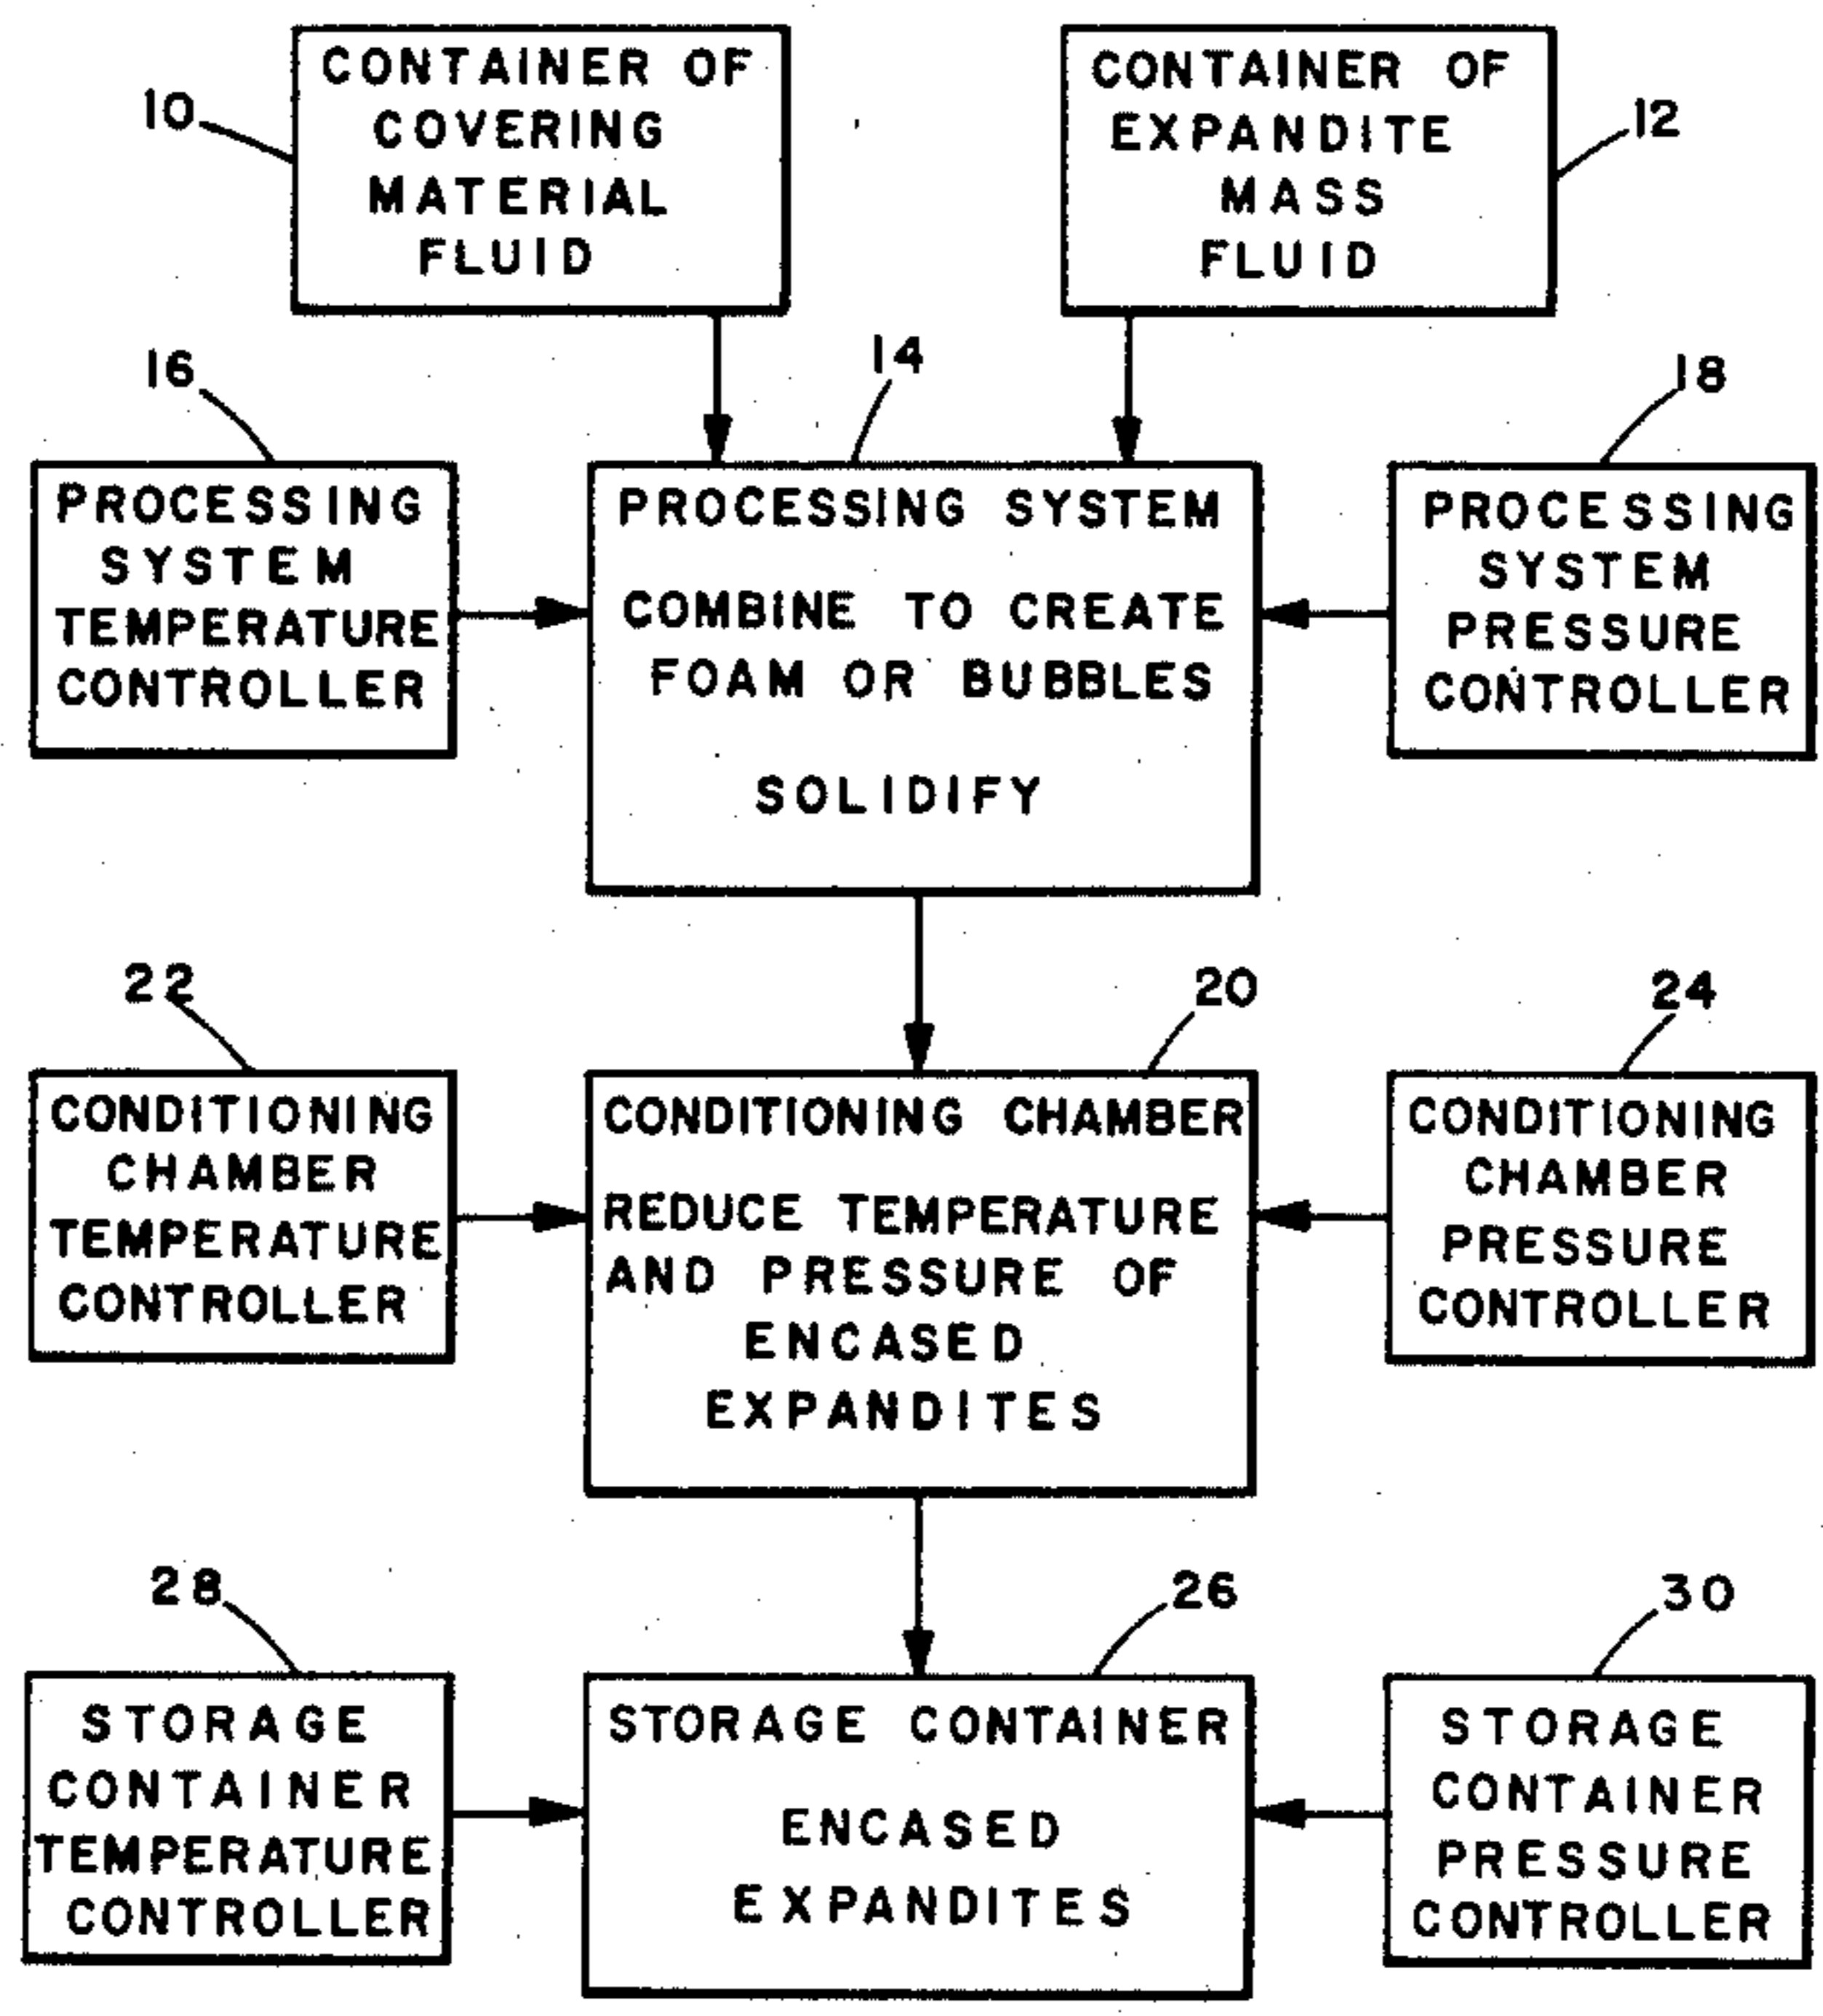 10
CONTAINER OF
COVERING
MATERIAL
FLUID
CONTAINER OF
EXPANDITE
MASS
FLUID
12
16
PROCESSING
SYSTEM
TEMPERATURE
CONTROLLER
14
PROCESSING SYSTEM
COMBINE TO CREATE
FOAM OR BUBBLES
SOLIDIFY
18
PROCESSING
SYSTEM
PRESSURE
CONTROLLER
22
CONDITIONING
CHAMBER
TEMPERATURE
CONTROLLER
20
CONDITIONING CHAMBER
REDUCE TEMPERATURE
AND PRESSURE OF
ENCASED
EXPANDITES
24
CONDITIONING
CHAMBER
PRESSURE
CONTROLLER
28
STORAGE
CONTAINER
TEMPERATURE
CONTROLLER
26
STORAGE CONTAINER
ENCASED
EXPANDITES
30
STORAGE
CONTAINER
PRESSURE
CONTROLLER